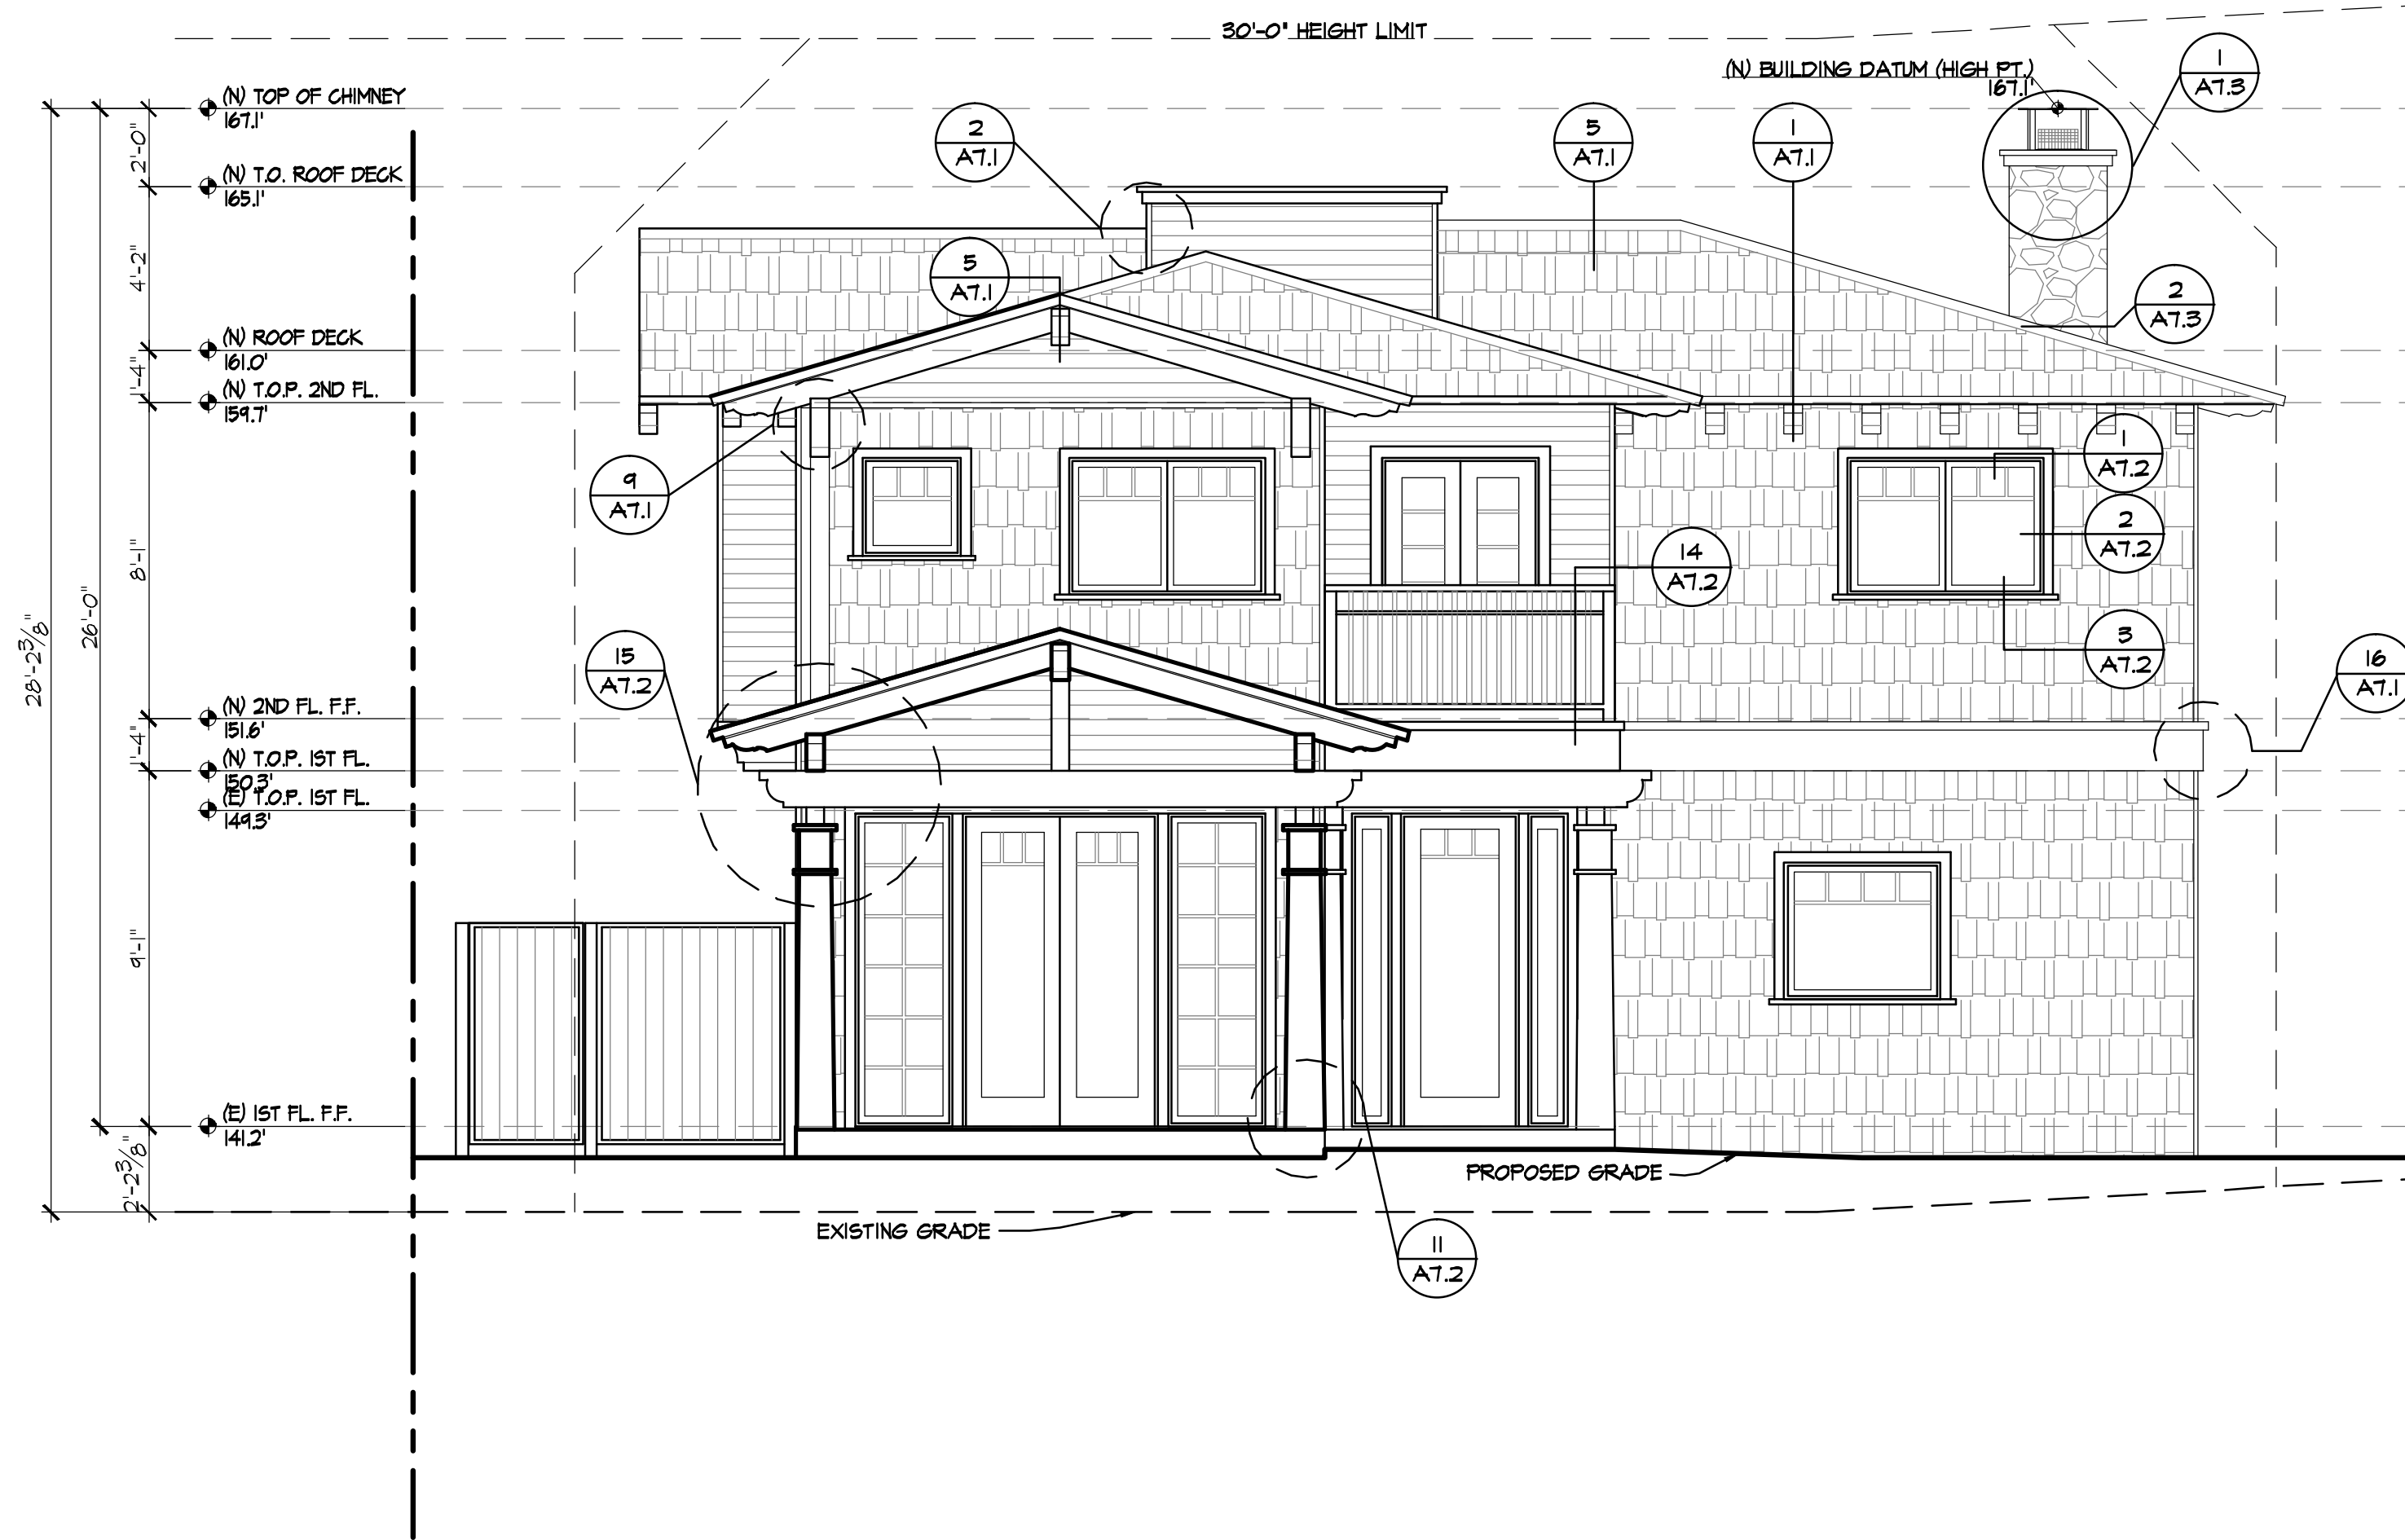 30'-0" HEIGHT LIMIT
(N) BUILDING DATUM (HIGH PT.)
167.1'
1
A7.3
(N) TOP OF CHIMNEY
167.1'
2
A7.1
5
A7.1
1
A7.1
2'-0"
(N) T.O. ROOF DECK
165.1'
4'-2"
5
A7.1
2
A7.3
(N) ROOF DECK
161.0'
1'-4"
(N) T.O.P. 2ND FL.
159.7'
9
A7.1
1
A7.2
2
A7.2
14
A7.2
8'-1"
26'-0"
28'-2 3/8"
15
A7.2
3
A7.2
16
A7.1
(N) 2ND FL. F.F.
151.6'
1'-4"
(N) T.O.P. 1ST FL.
150.3'
(E) T.O.P. 1ST FL.
149.3'
9'-1"
(E) 1ST FL. F.F.
141.2'
2'-2 3/8"
PROPOSED GRADE
EXISTING GRADE
11
A7.2